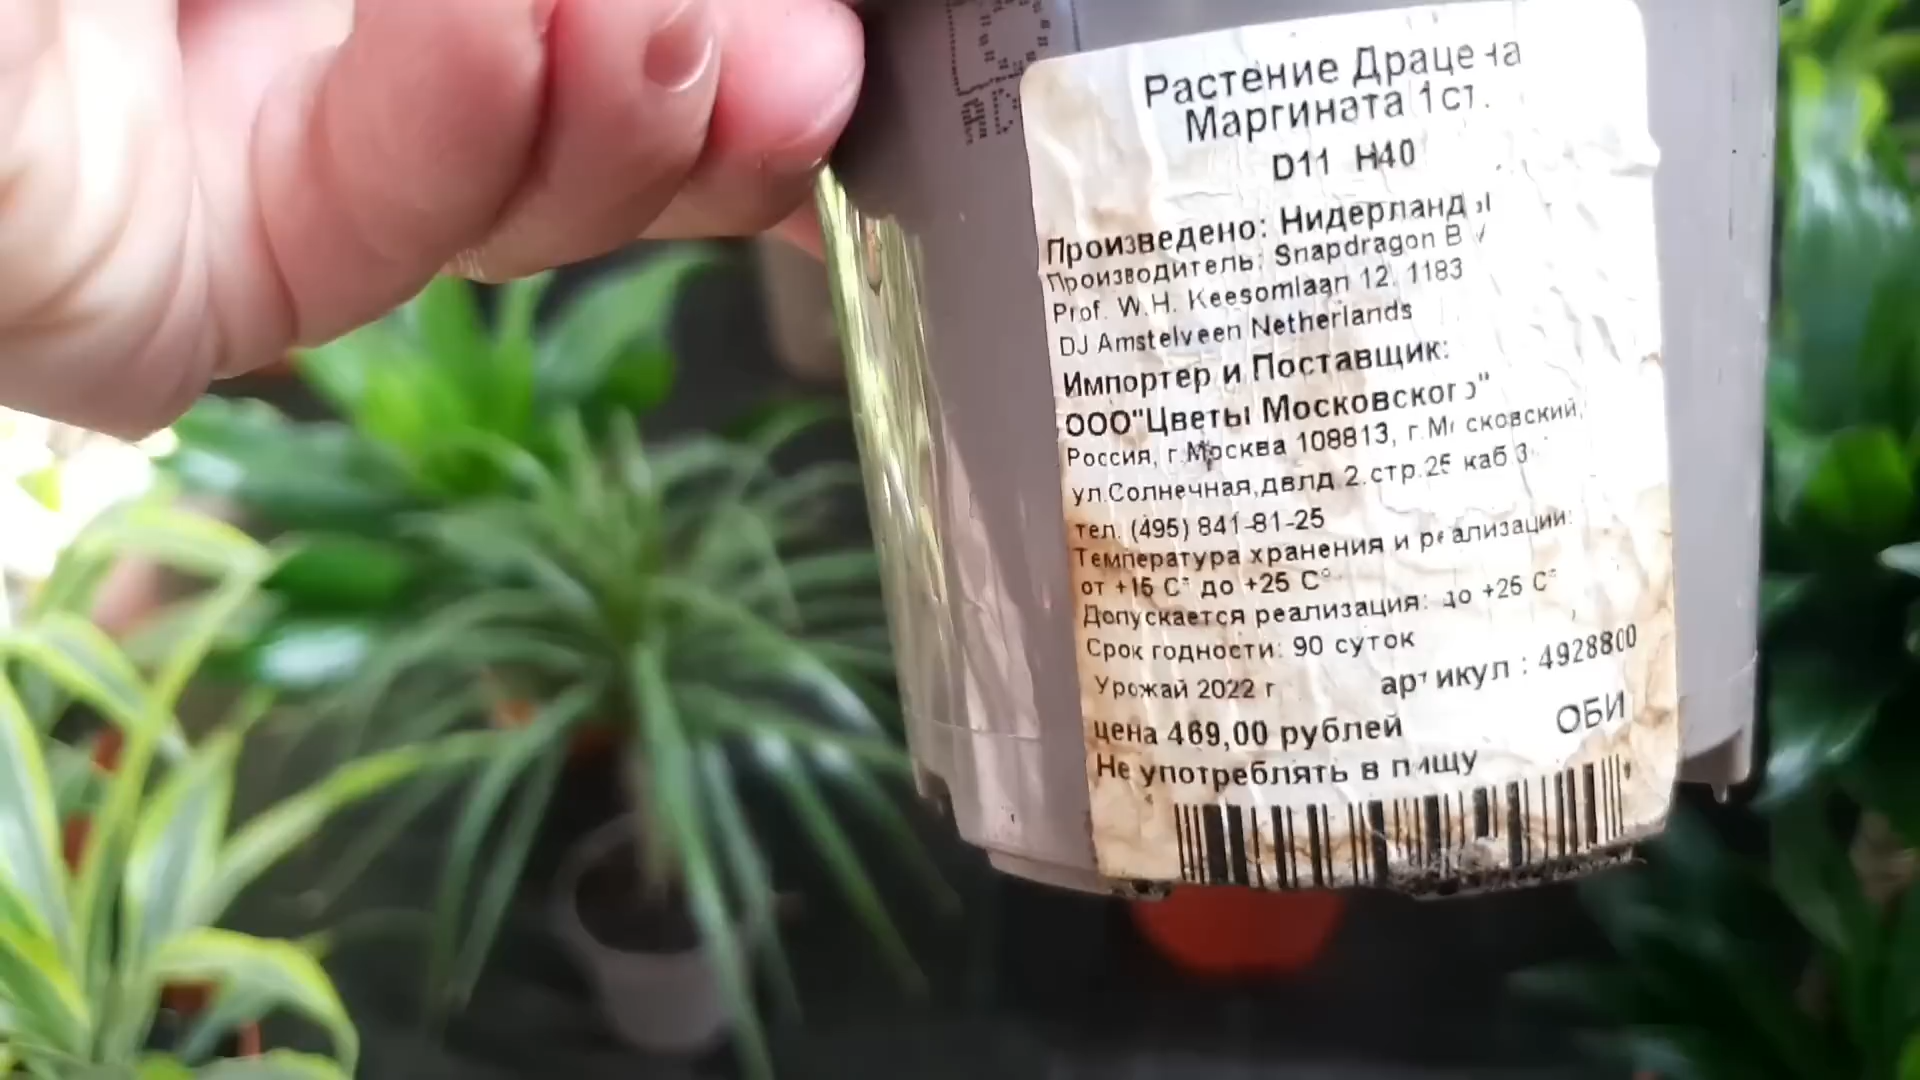 Растение Драцена
Маргината 1ст.
D11 H40
Произведено: Нидерланды
Производитель: Snapdragon B V
Prof. W.H. Keesomlaan 12, 1183
DJ Amstelveen Netherlands
Импортер и Поставщик:
ООО"Цветы Московского"
Россия, г.Москва 108813, г.Московский,
ул.Солнечная,двлд.2.стр.25 каб 3
тел. (495) 841-81-25
Температура хранения и реализации:
от +15 С° до +25 С°
Допускается реализация: до +25 С°
Срок годности: 90 суток
Урожай 2022 г
артикул : 4928800
цена 469,00 рублей
ОБИ
Не употреблять в пищу